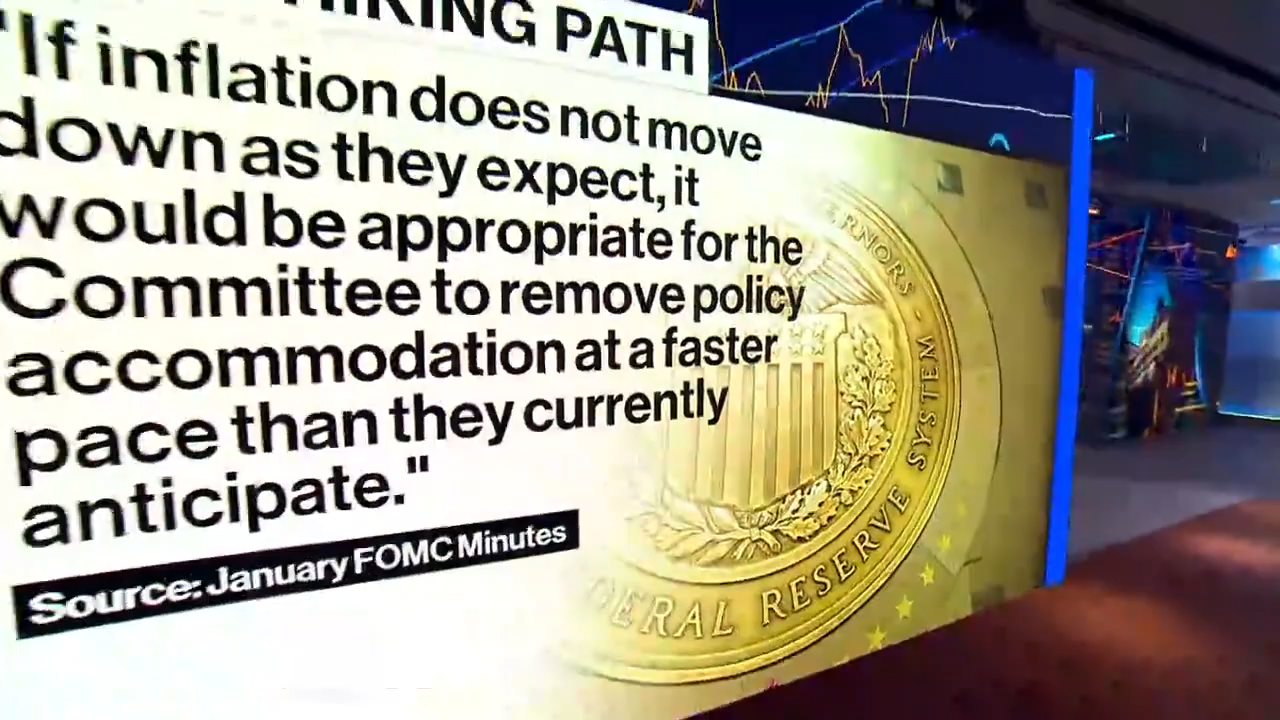 HIKING PATH
"If inflation does not move
down as they expect, it
would be appropriate for the
Committee to remove policy
accommodation at a faster
pace than they currently
anticipate."
Source: January FOMC Minutes
RNORS - SYSTEM
ERAL RESERVE